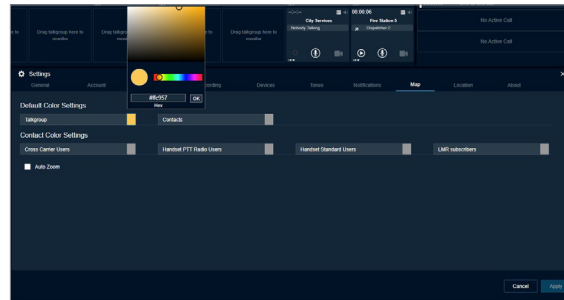 Drag talkgroup here to monitor
Drag talkgroup here to monitor
City Services
Nobody Talking
00:00:06
Fire Station 5
Dispatcher 2
No Active Call
No Active Call
#ffc957
OK
Hex
Settings
General
Account
Devices
Tones
Notifications
Map
Location
About
Default Color Settings
Talkgroup
Contacts
Contact Color Settings
Cross Carrier Users
Handset PTT Radio Users
Handset Standard Users
LMR subscribers
Auto Zoom
Cancel
Apply